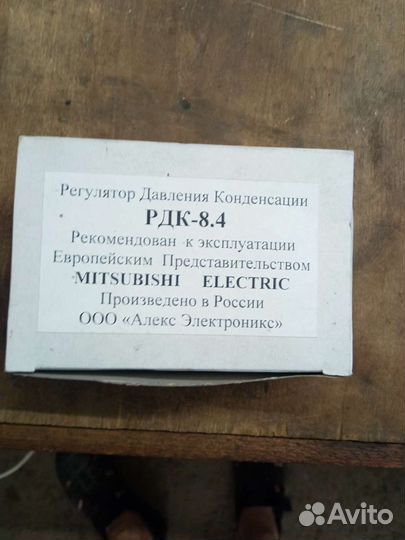 Регулятор Давления Конденсации
РДК-8.4
Рекомендован к эксплуатации
Европейским Представительством
MITSUBISHI ELECTRIC
Произведено в России
ООО «Алекс Электроникс»
Avito